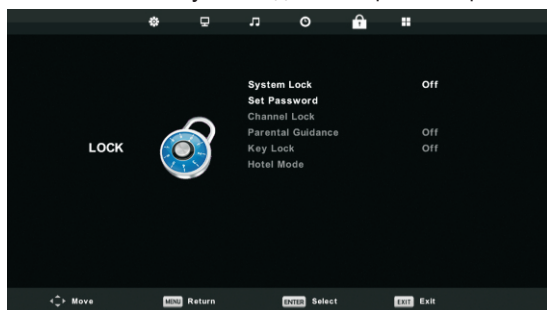 System Lock Off
Set Password
Channel Lock
Parental Guidance Off
LOCK
Key Lock Off
Hotel Mode
Move MENU Return ENTER Select EXIT Exit